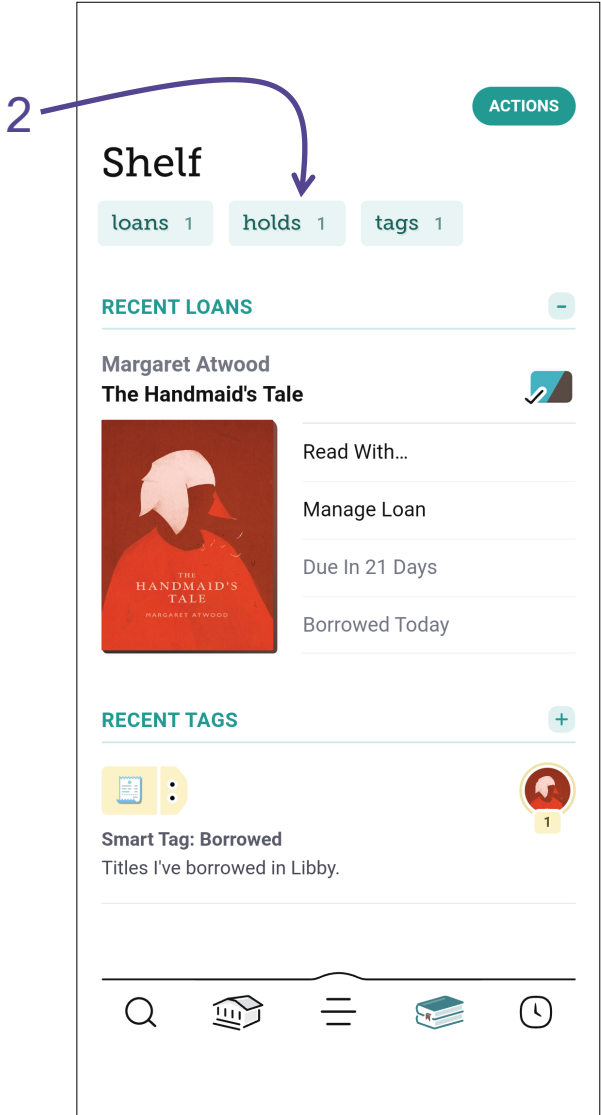 2
ACTIONS
Shelf
loans 1 holds 1 tags 1
RECENT LOANS -
Margaret Atwood
The Handmaid's Tale
THE
HANDMAID'S
TALE
MARGARET ATWOOD
Read With...
Manage Loan
Due In 21 Days
Borrowed Today
RECENT TAGS +
:
1
Smart Tag: Borrowed
Titles I've borrowed in Libby.